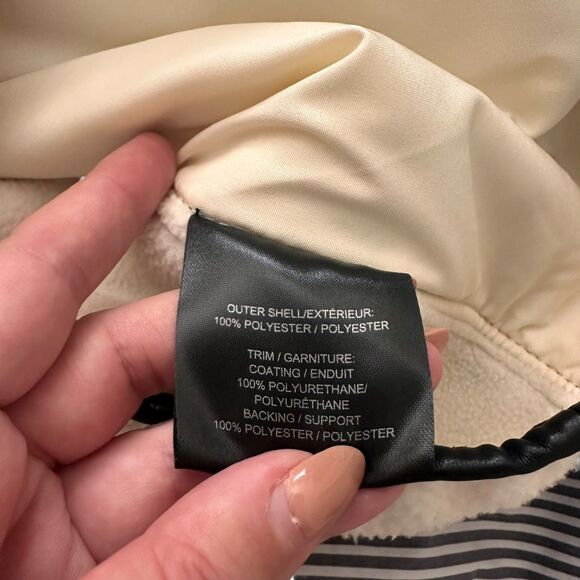 OUTER SHELL/EXTÉRIEUR:
100% POLYESTER / POLYESTER
TRIM / GARNITURE:
COATING / ENDUIT
100% POLYURETHANE/
POLYURÉTHANE
BACKING / SUPPORT
100% POLYESTER / POLYESTER